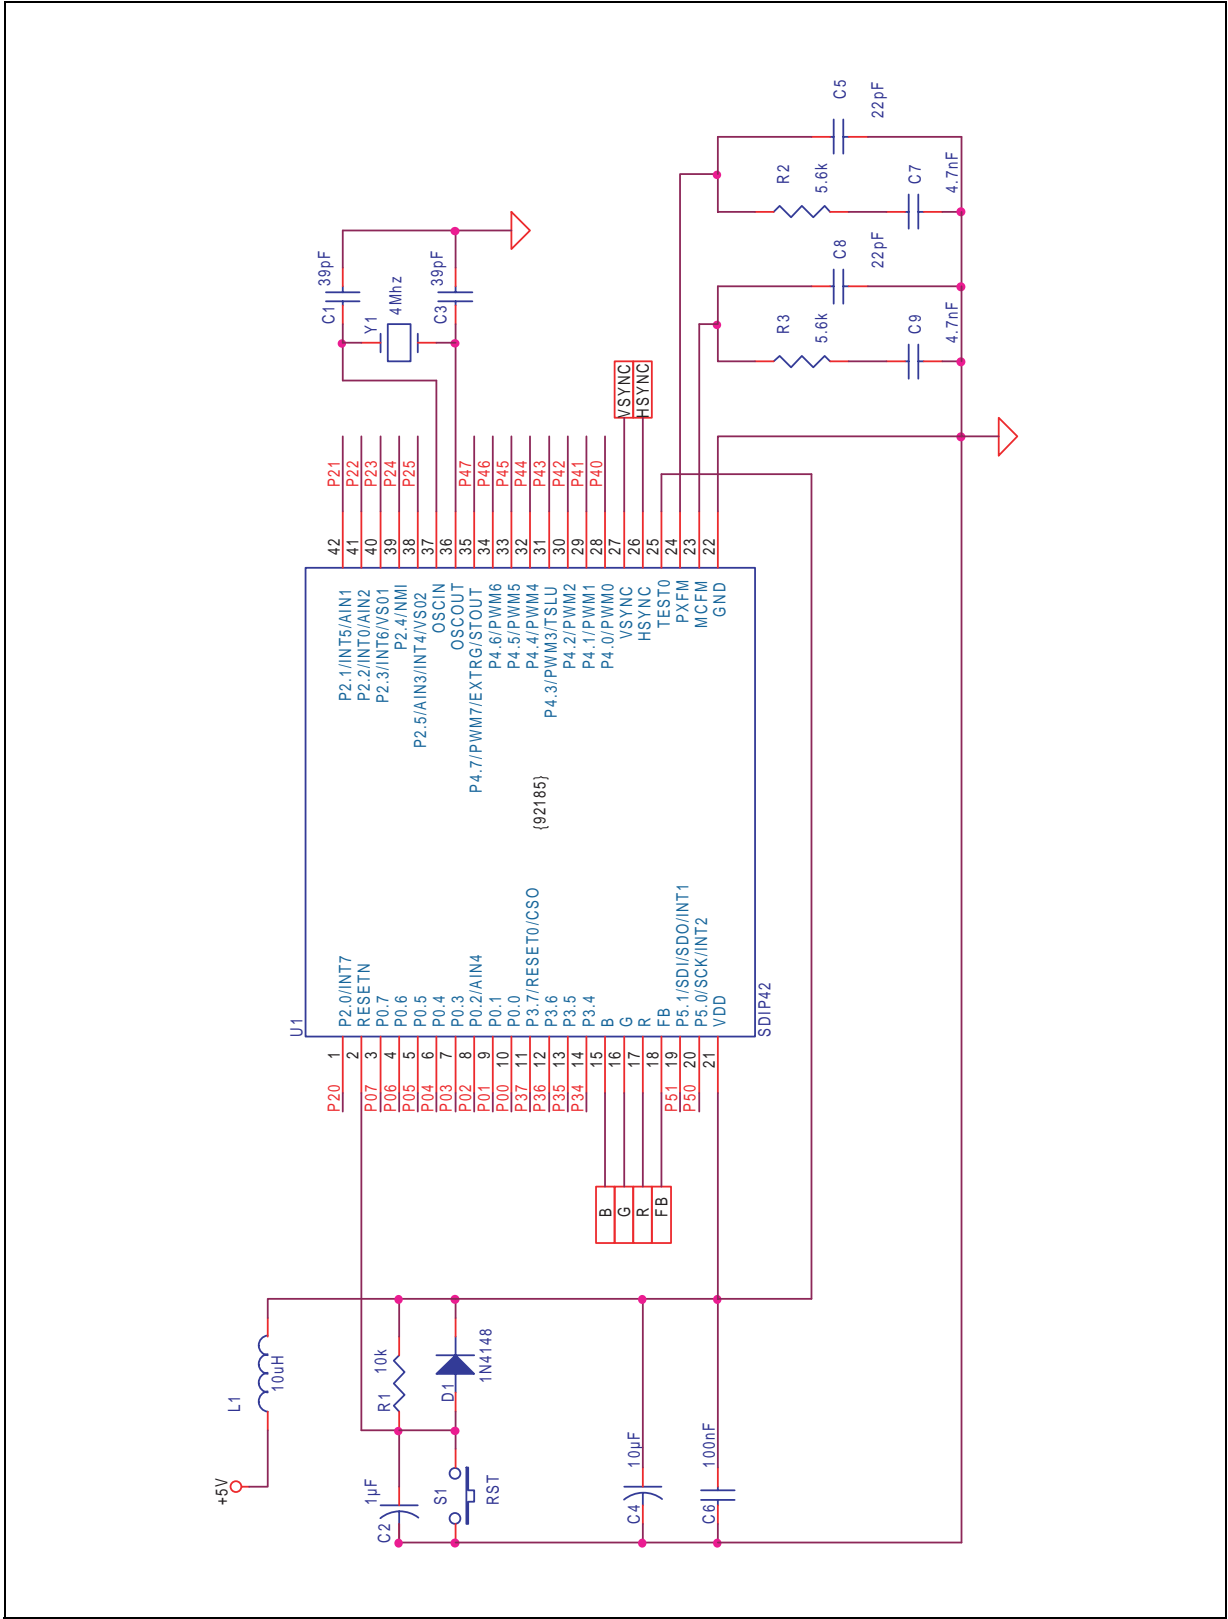 +5V
L1
10uH
R1
10k
D1
1N4148
C2
1µF
S1
RST
C4
10µF
C6
100nF
U1
P20 1 P2.0/INT7
2 RESETN
P07 3 P0.7
P06 4 P0.6
P05 5 P0.5
P04 6 P0.4
P03 7 P0.3
P02 8 P0.2/AIN4
P01 9 P0.1
P00 10 P0.0
P37 11 P3.7/RESET0/CSO
P36 12 P3.6
P35 13 P3.5
P34 14 P3.4
B 15 B
G 16 G
R 17 R
FB 18 FB
P51 19 P5.1/SDI/SDO/INT1
P50 20 P5.0/SCK/INT2
21 VDD
SDIP42
{92185}
P2.1/INT5/AIN1 42 P21
P2.2/INT0/AIN2 41 P22
P2.3/INT6/VS01 40 P23
P2.4/NMI 39 P24
P2.5/AIN3/INT4/VS02 38 P25
OSCIN 37
OSCOUT 36
P4.7/PWM7/EXTRG/STOUT 35 P47
P4.6/PWM6 34 P46
P4.5/PWM5 33 P45
P4.4/PWM4 32 P44
P4.3/PWM3/TSLU 31 P43
P4.2/PWM2 30 P42
P4.1/PWM1 29 P41
P4.0/PWM0 28 P40
VSYNC 27 VSYNC
HSYNC 26 HSYNC
TEST0 25
PXFM 24
MCFM 23
GND 22
C1
39pF
Y1
4Mhz
C3
39pF
R3
5.6k
C9
4.7nF
C8
22pF
R2
5.6k
C7
4.7nF
C5
22pF